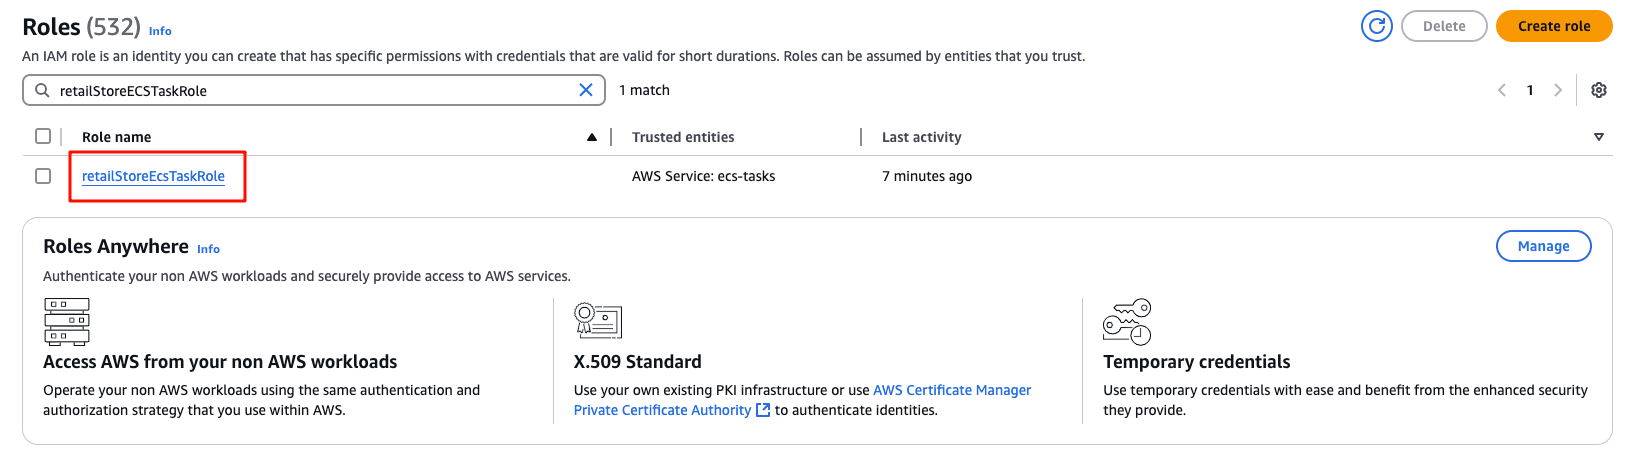 Roles (532) Info
Delete
Create role
An IAM role is an identity you can create that has specific permissions with credentials that are valid for short durations. Roles can be assumed by entities that you trust.
retailStoreECSTaskRole
1 match
1
Role name
Trusted entities
Last activity
retailStoreEcsTaskRole
AWS Service: ecs-tasks
7 minutes ago
Roles Anywhere Info
Manage
Authenticate your non AWS workloads and securely provide access to AWS services.
Access AWS from your non AWS workloads
Operate your non AWS workloads using the same authentication and
authorization strategy that you use within AWS.
X.509 Standard
Use your own existing PKI infrastructure or use AWS Certificate Manager
Private Certificate Authority to authenticate identities.
Temporary credentials
Use temporary credentials with ease and benefit from the enhanced security
they provide.